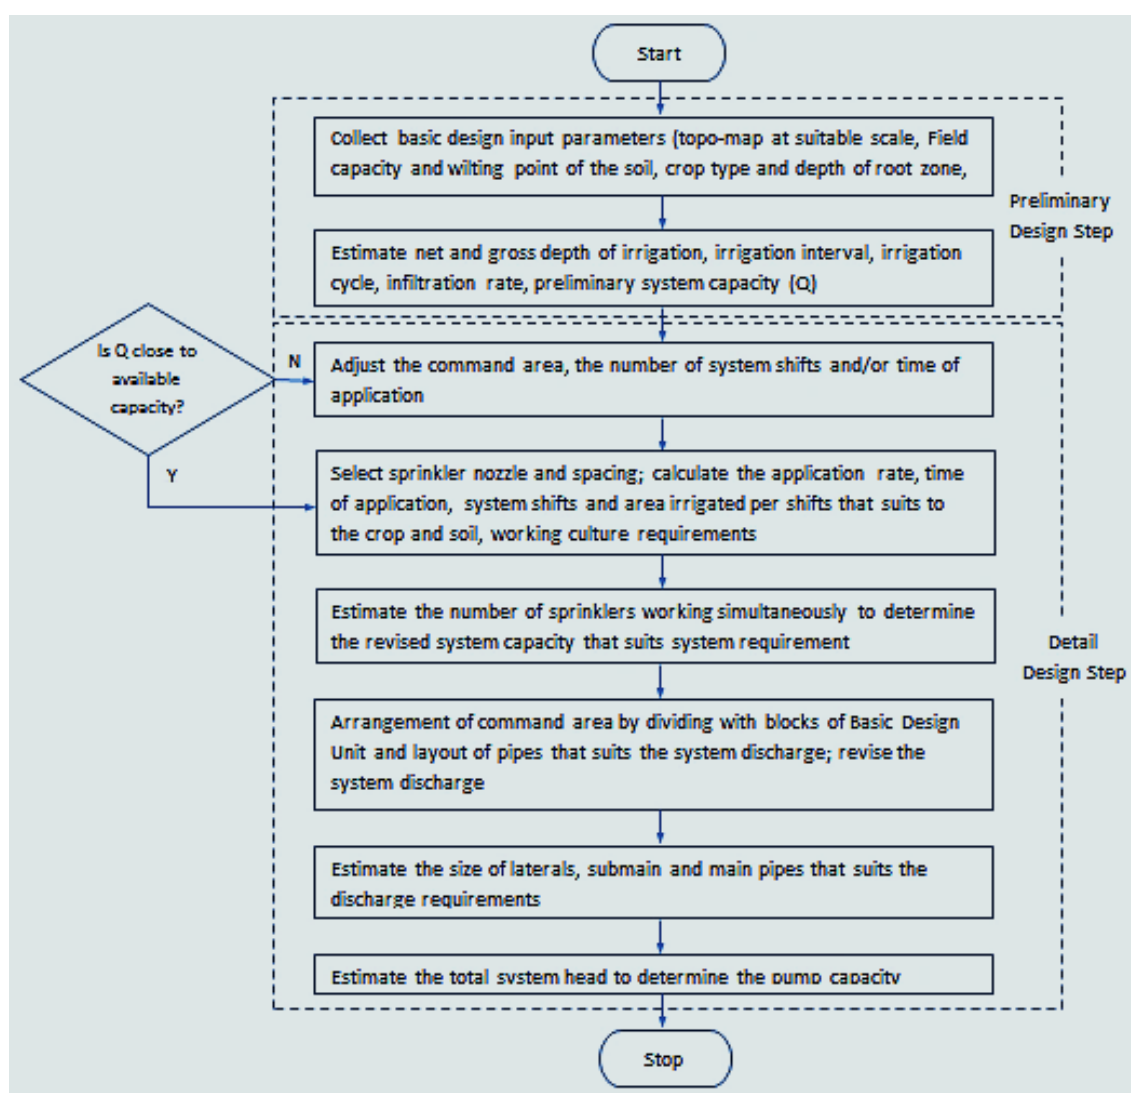 Start
Collect basic design input parameters (topo-map at suitable scale, Field
capacity and wilting point of the soil, crop type and depth of root zone,
Preliminary
Design Step
Estimate net and gross depth of irrigation, irrigation interval, irrigation
cycle, infiltration rate, preliminary system capacity (Q)
Is Q close to
available
capacity?
N
Y
Adjust the command area, the number of system shifts and/or time of
application
Select sprinkler nozzle and spacing; calculate the application rate, time
of application, system shifts and area irrigated per shifts that suits to
the crop and soil, working culture requirements
Estimate the number of sprinklers working simultaneously to determine
the revised system capacity that suits system requirement
Detail
Design Step
Arrangement of command area by dividing with blocks of Basic Design
Unit and layout of pipes that suits the system discharge; revise the
system discharge
Estimate the size of laterals, submain and main pipes that suits the
discharge requirements
Estimate the total system head to determine the pump capacity
Stop